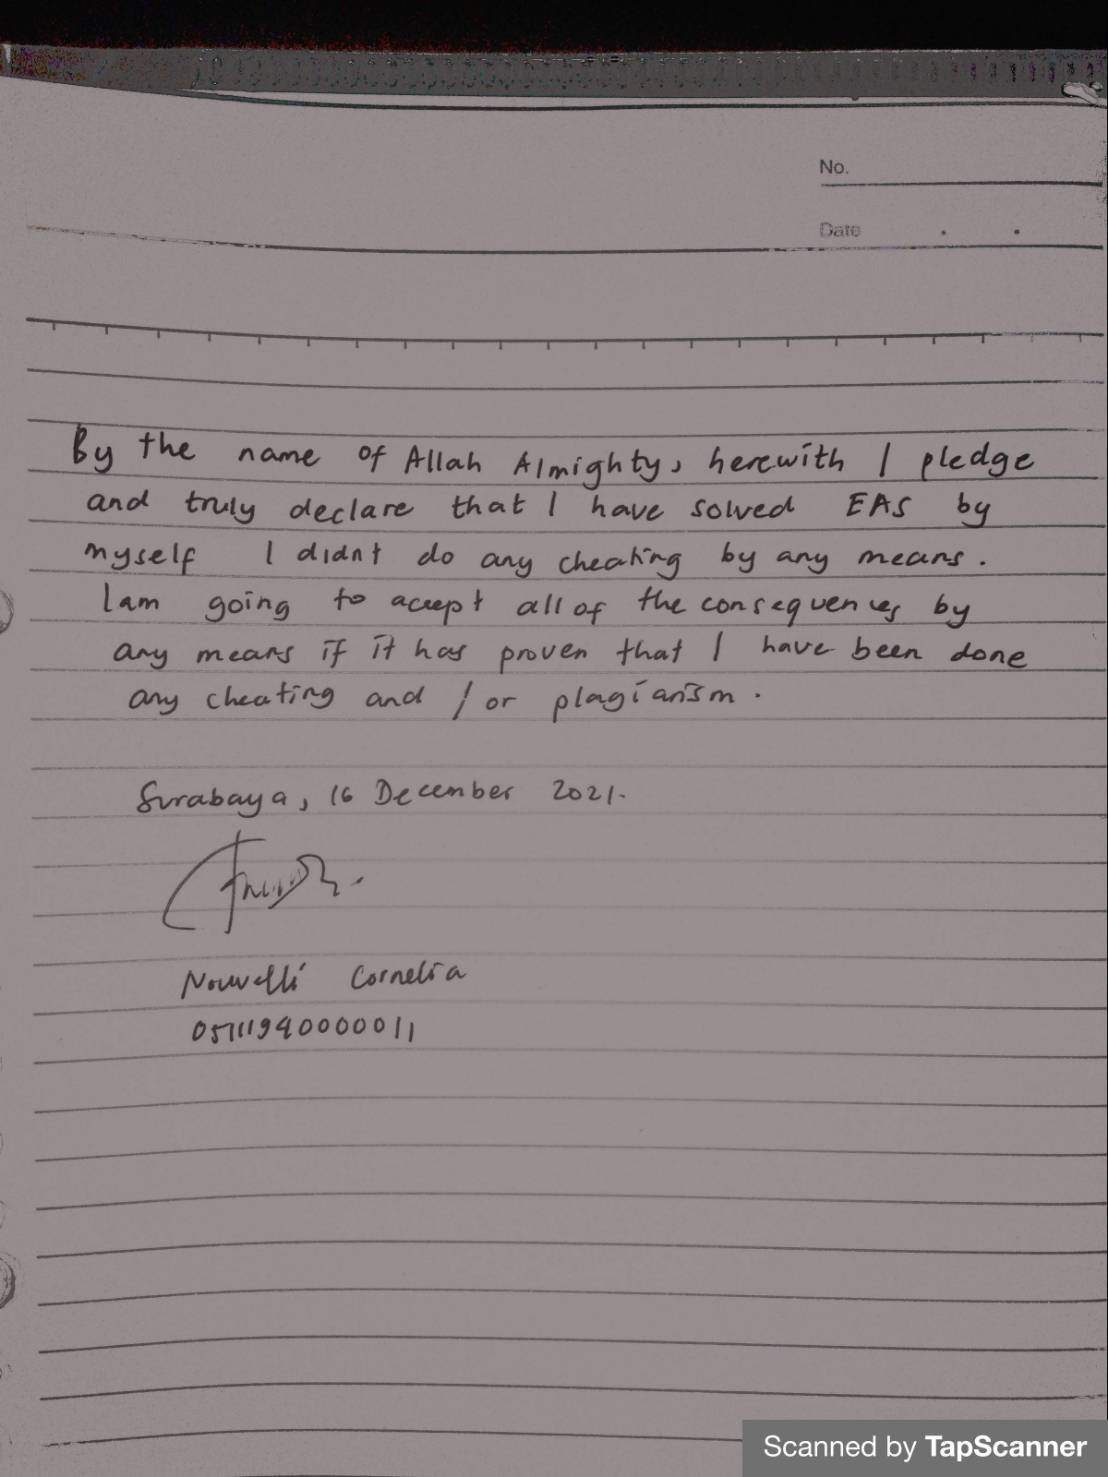 No.
Date . .
By the name of Allah Almighty, herewith I pledge
and truly declare that I have solved EAS by
myself I didnt do any cheating by any means.
I am going to accept all of the consequences by
any means if it has proven that I have been done
any cheating and / or plagiarism.
Surabaya, 16 December 2021.
Nouvelli Cornelia
05111940000011
Scanned by TapScanner